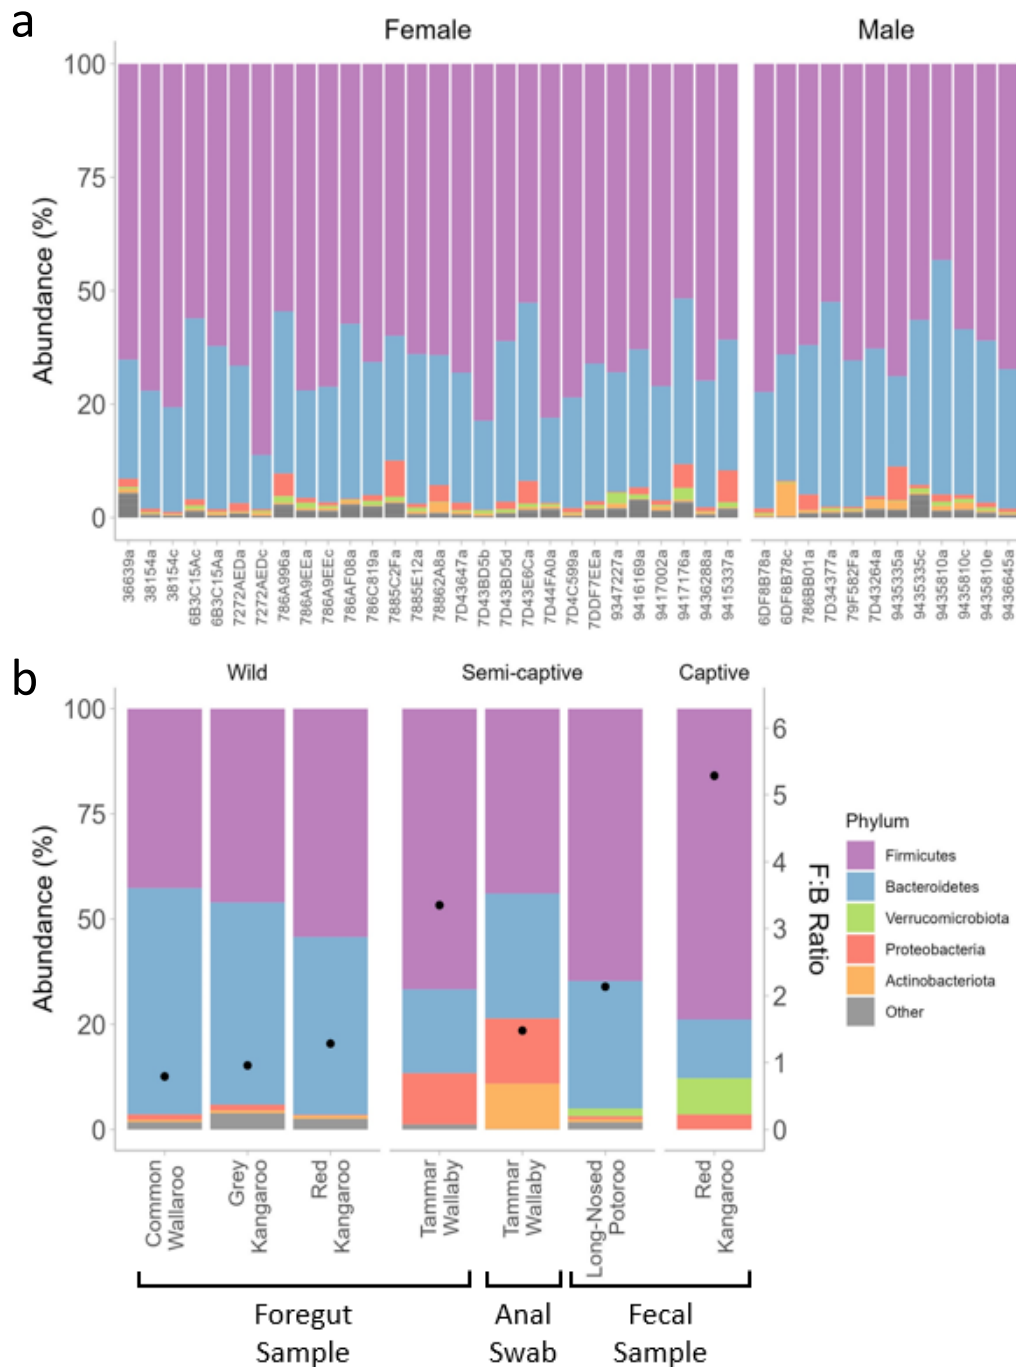 a
Female
Male
Abundance (%)
100
75
50
20
0
36639a
38154a
38154c
6B3C15Ac
6B3C15Aa
7272AEDa
7272AEDc
786A996a
786A9EEa
786A9EEc
786AF08a
786C819a
7885C2Fa
7885E12a
78862A8a
7D43647a
7D43BD5b
7D43BD5d
7D43E6Ca
7D44FA0a
7D4C599a
7DDF7EEa
9347227a
9416169a
9417002a
9417176a
9436288a
9415337a
6DF8B78a
6DF8B78c
786BB01a
7D34377a
79F582Fa
7D43264a
9435335a
9435335c
9435810a
9435810c
9435810e
9436645a
b
Wild
Semi-captive
Captive
Abundance (%)
100
75
50
20
0
6
5
4
3
2
1
0
F:B Ratio
Phylum
Firmicutes
Bacteroidetes
Verrucomicrobiota
Proteobacteria
Actinobacteriota
Other
Common
Wallaroo
Grey
Kangaroo
Red
Kangaroo
Tammar
Wallaby
Tammar
Wallaby
Long-Nosed
Potoroo
Red
Kangaroo
Foregut
Sample
Anal
Swab
Fecal
Sample